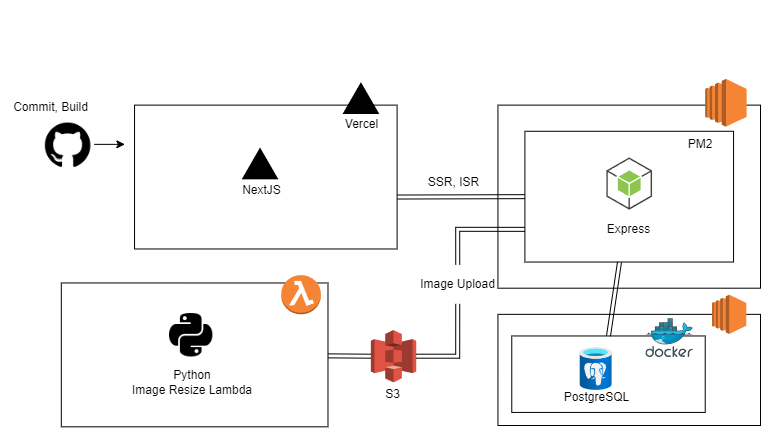 Commit, Build
Vercel
NextJS
SSR, ISR
PM2
Express
Image Upload
Python
Image Resize Lambda
S3
docker
PostgreSQL